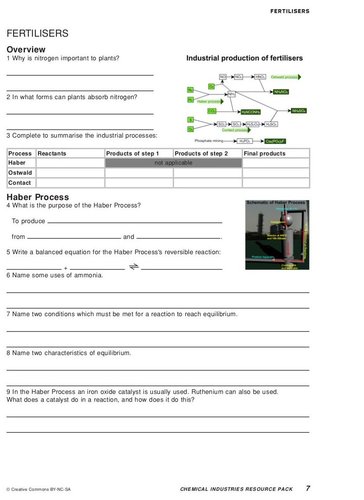 FERTILISERS
FERTILISERS
Overview
1 Why is nitrogen important to plants?
Industrial production of fertilisers
2 In what forms can plants absorb nitrogen?
Ostwald process
Haber process
Contact process
Phosphate mining
3 Complete to summarise the industrial processes:
Process Reactants Products of step 1 Products of step 2 Final products
Haber not applicable
Ostwald
Contact
Haber Process
4 What is the purpose of the Haber Process?
Schematic of Haber Process
To produce
from and .
5 Write a balanced equation for the Haber Process's reversible reaction:
+ ⇌
6 Name some uses of ammonia.
7 Name two conditions which must be met for a reaction to reach equilibrium.
8 Name two characteristics of equilibrium.
9 In the Haber Process an iron oxide catalyst is usually used. Ruthenium can also be used.
What does a catalyst do in a reaction, and how does it do this?
© Creative Commons BY-NC-SA
CHEMICAL INDUSTRIES RESOURCE PACK 7